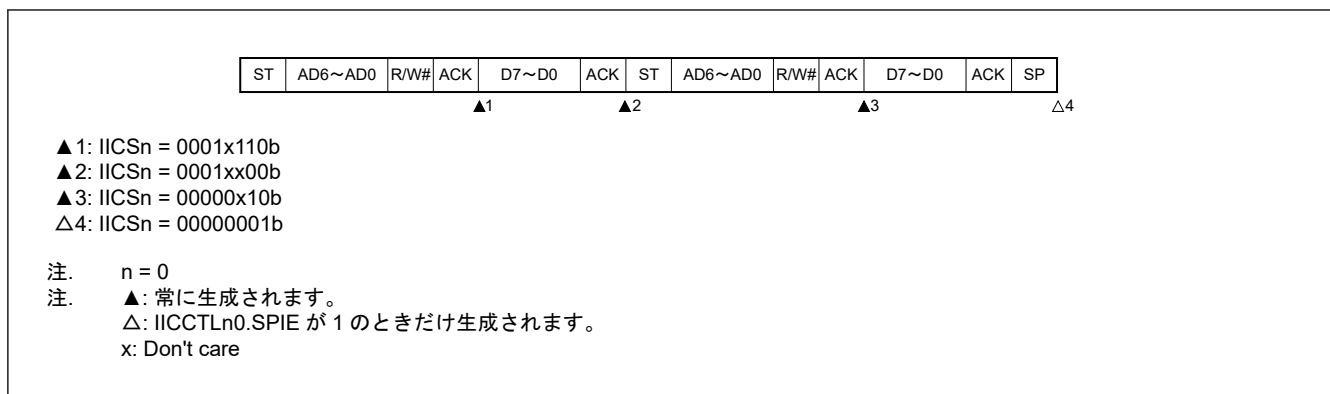 ST AD6～AD0 R/W# ACK D7～D0 ACK ST AD6～AD0 R/W# ACK D7～D0 ACK SP
▲1 ▲2 ▲3 △4
▲1: IICSn = 0001x110b
▲2: IICSn = 0001xx00b
▲3: IICSn = 00000x10b
△4: IICSn = 00000001b
注. n = 0
注. ▲: 常に生成されます。
△: IICCTLn0.SPIE が 1 のときだけ生成されます。
x: Don't care